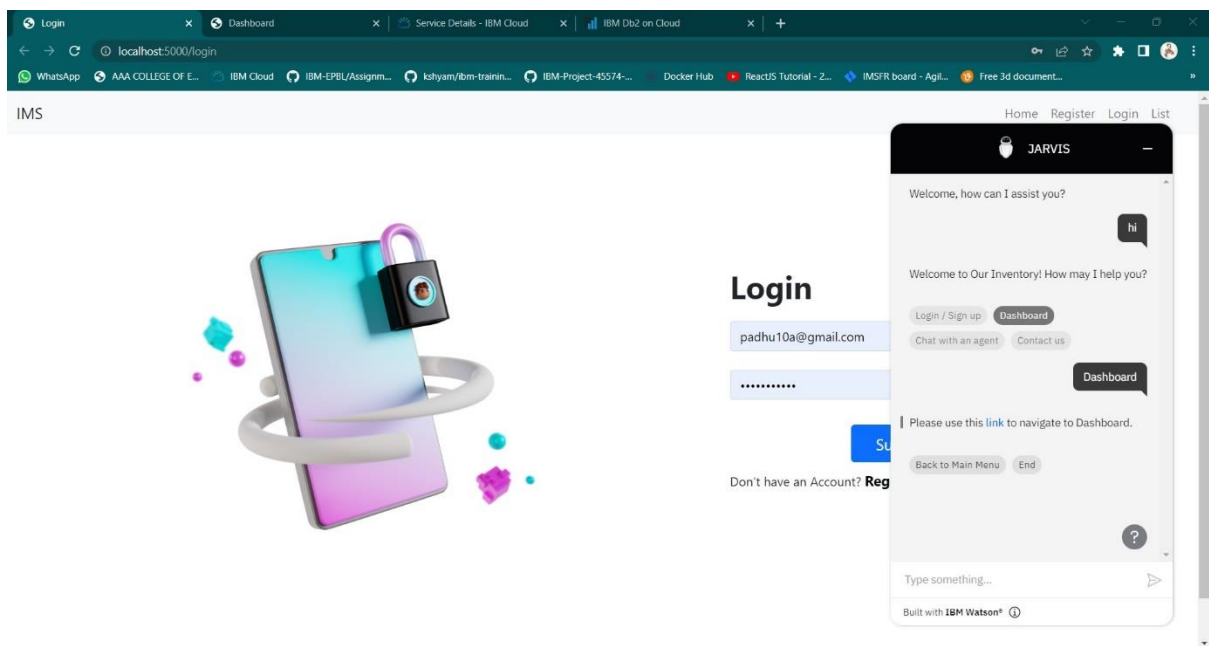 Login
Dashboard
Service Details - IBM Cloud
IBM Db2 on Cloud
localhost:5000/login
WhatsApp
AAA COLLEGE OF E...
IBM Cloud
IBM-EPBL/Assignm...
kshyam/ibm-trainin...
IBM-Project-45574-...
Docker Hub
ReactJS Tutorial - 2...
IMSFR board - Agil...
Free 3d document...
»
IMS
Home Register Login List
JARVIS
Welcome, how can I assist you?
hi
Welcome to Our Inventory! How may I help you?
Login / Sign up Dashboard
Chat with an agent Contact us
Dashboard
Please use this link to navigate to Dashboard.
Back to Main Menu End
?
Type something...
Built with IBM Watson®
Login
padhu10a@gmail.com
•••••••••••
Su
Don't have an Account? Reg